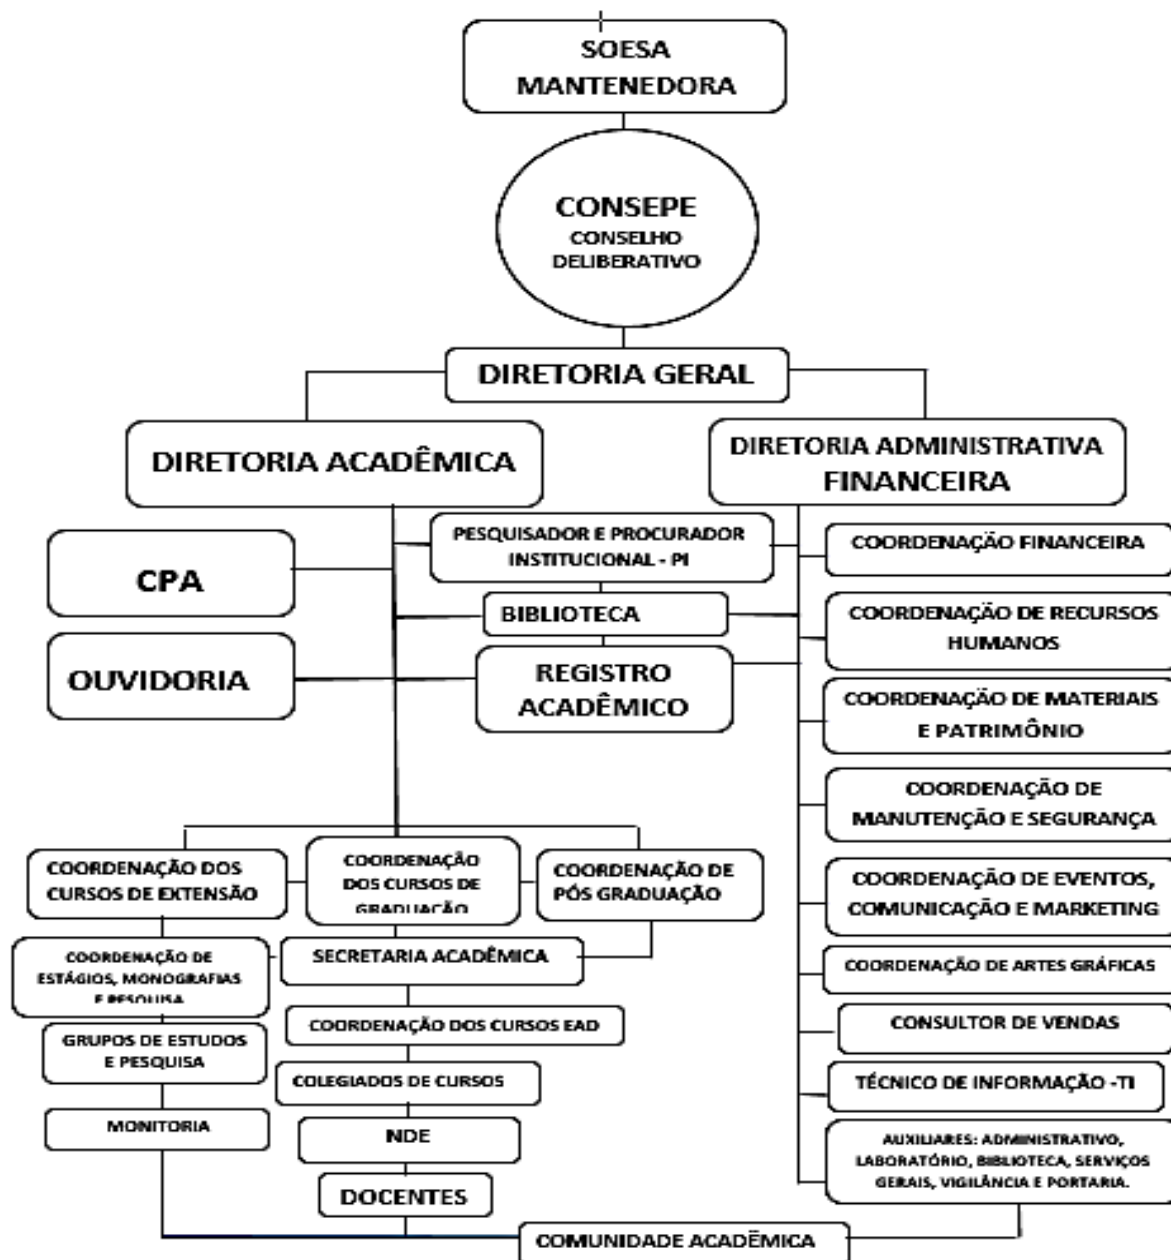 SOESA
MANTENEDORA
CONSEPE
CONSELHO
DELIBERATIVO
DIRETORIA GERAL
DIRETORIA ACADÊMICA
DIRETORIA ADMINISTRATIVA
FINANCEIRA
PESQUISADOR E PROCURADOR
INSTITUCIONAL - PI
COORDENAÇÃO FINANCEIRA
CPA
BIBLIOTECA
COORDENAÇÃO DE RECURSOS
HUMANOS
OUVIDORIA
REGISTRO
ACADÊMICO
COORDENAÇÃO DE MATERIAIS
E PATRIMÔNIO
COORDENAÇÃO DE
MANUTENÇÃO E SEGURANÇA
COORDENAÇÃO DOS
CURSOS DE EXTENSÃO
COORDENAÇÃO
DOS CURSOS DE
GRADUAÇÃO
COORDENAÇÃO DE
PÓS GRADUAÇÃO
COORDENAÇÃO DE EVENTOS,
COMUNICAÇÃO E MARKETING
COORDENAÇÃO DE
ESTÁGIOS, MONOGRAFIAS
E PESQUISA
SECRETARIA ACADÊMICA
COORDENAÇÃO DE ARTES GRÁFICAS
GRUPOS DE ESTUDOS
E PESQUISA
COORDENAÇÃO DOS CURSOS EAD
CONSULTOR DE VENDAS
COLEGIADOS DE CURSOS
TÉCNICO DE INFORMAÇÃO -TI
MONITORIA
NDE
AUXILIARES: ADMINISTRATIVO,
LABORATÓRIO, BIBLIOTECA, SERVIÇOS
GERAIS, VIGILÂNCIA E PORTARIA.
DOCENTES
COMUNIDADE ACADÊMICA